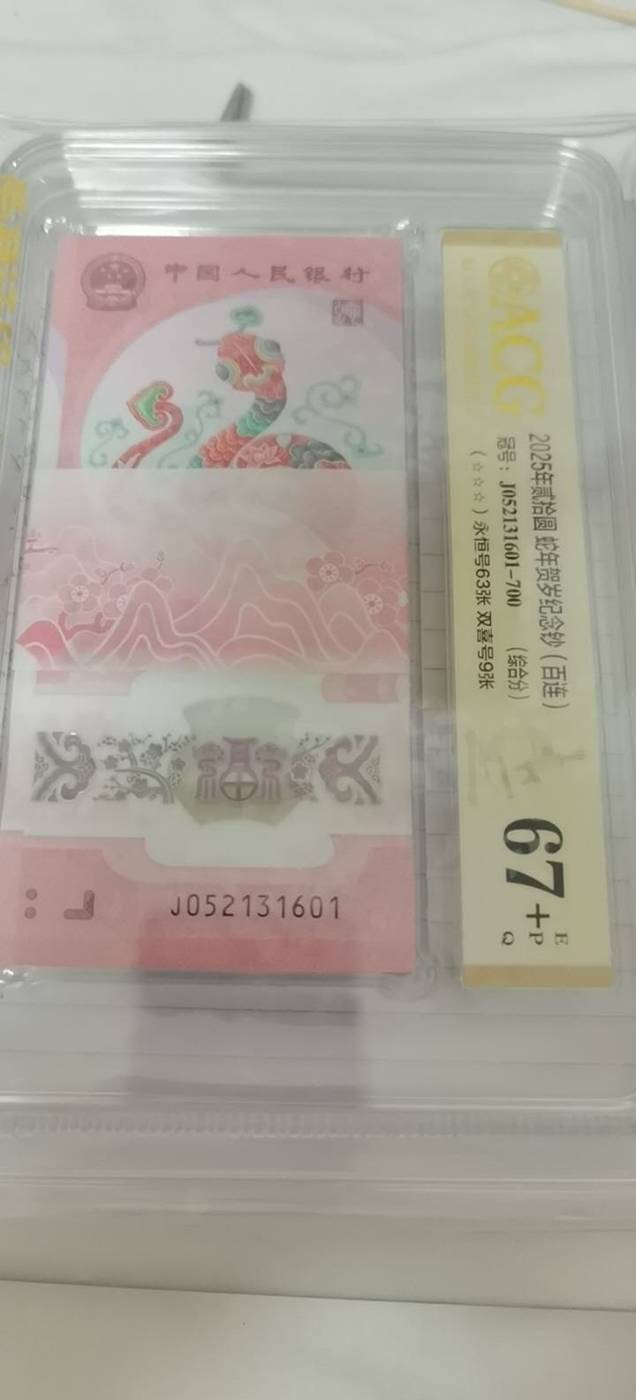 中国人民银行
J052131601
ACG
2025年贰拾圆 蛇年贺岁纪念钞（百连）
冠号：J052131601-700 （综合分）
（☆☆☆）永恒号63张 双喜号9张
67+
E
P
Q